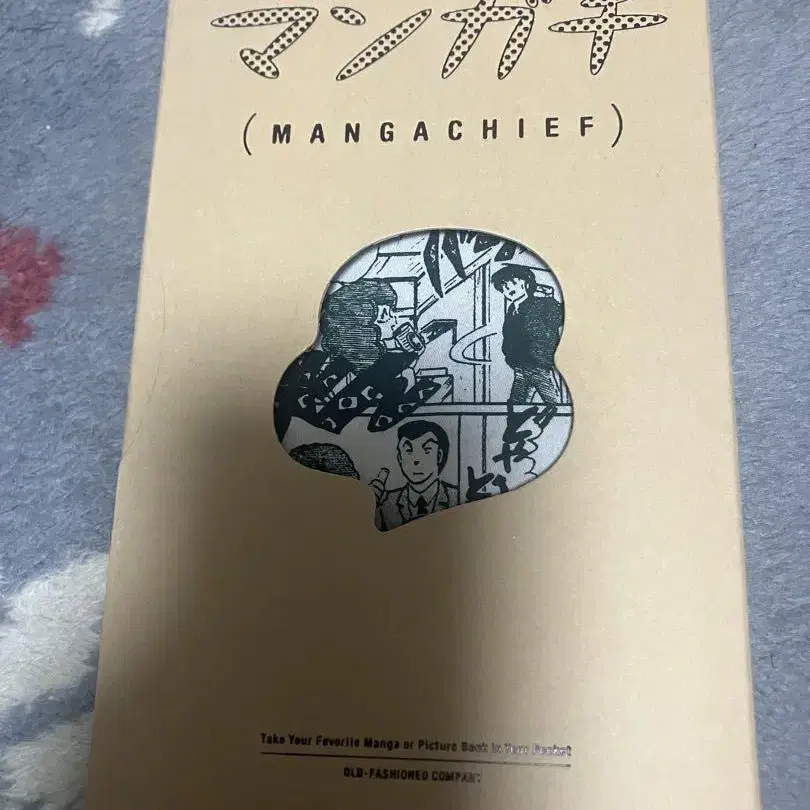 マンガチ
(MANGACHIEF)
Take Your Favorite Manga or Picture Book In Your Pocket
OLD-FASHIONED COMPANY